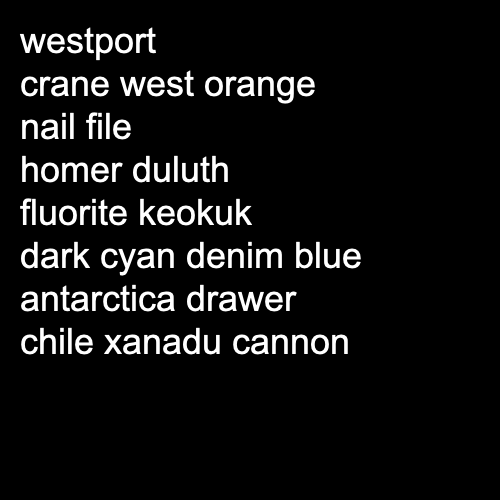 westport
crane west orange
nail file
homer duluth
fluorite keokuk
dark cyan denim blue
antarctica drawer
chile xanadu cannon